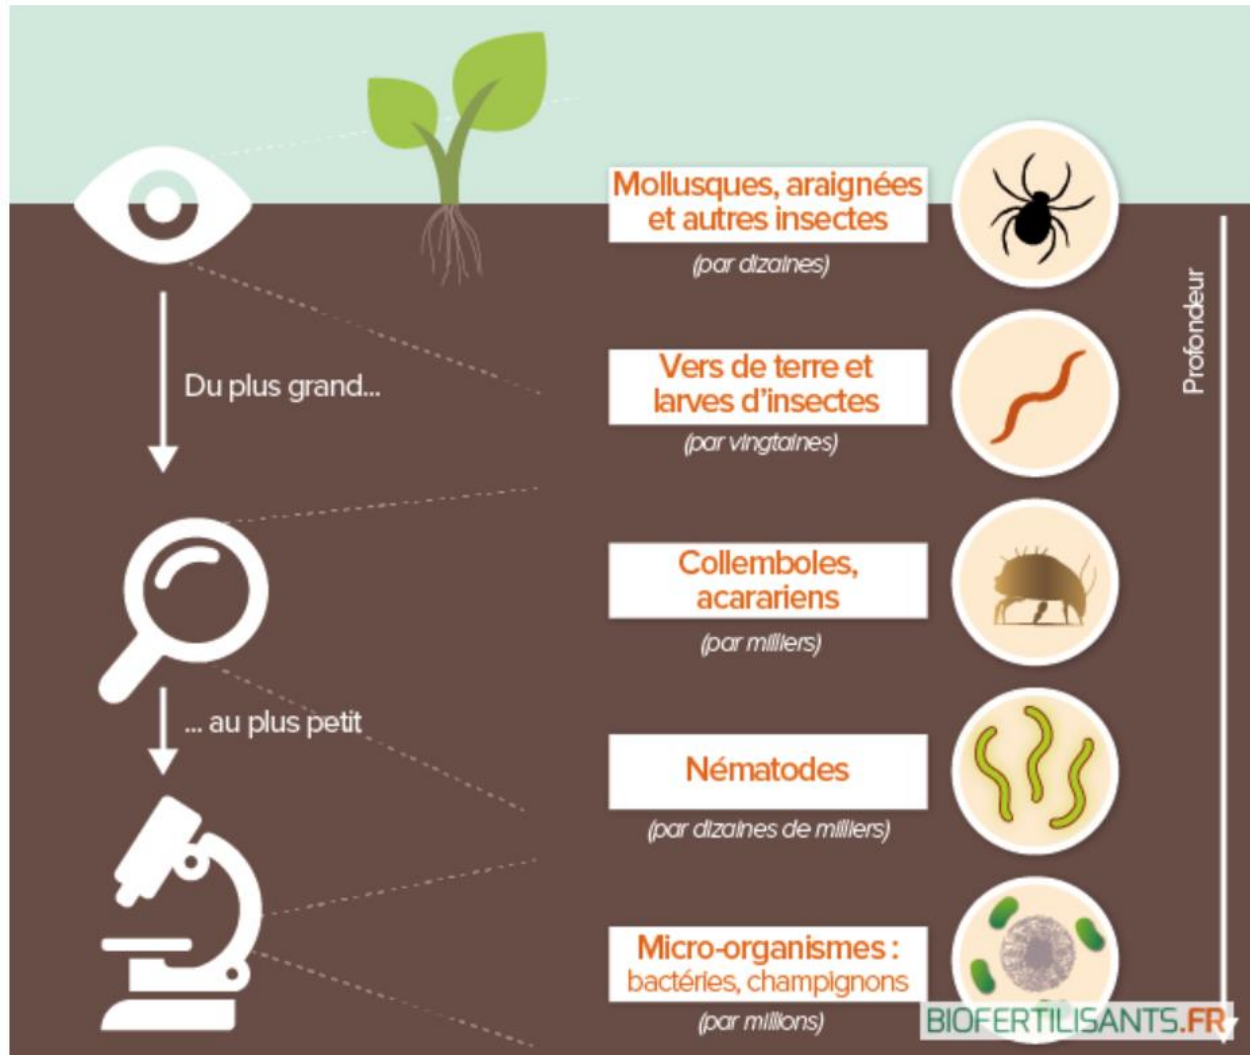 Mollusques, araignées
et autres insectes
(par dizaines)
Profondeur
Vers de terre et
larves d'insectes
(par vingtaines)
Du plus grand...
Collemboles,
acarariens
(par milliers)
... au plus petit
Nématodes
(par dizaines de milliers)
Micro-organismes :
bactéries, champignons
(par millions)
BIOFERTILISANTS.FR